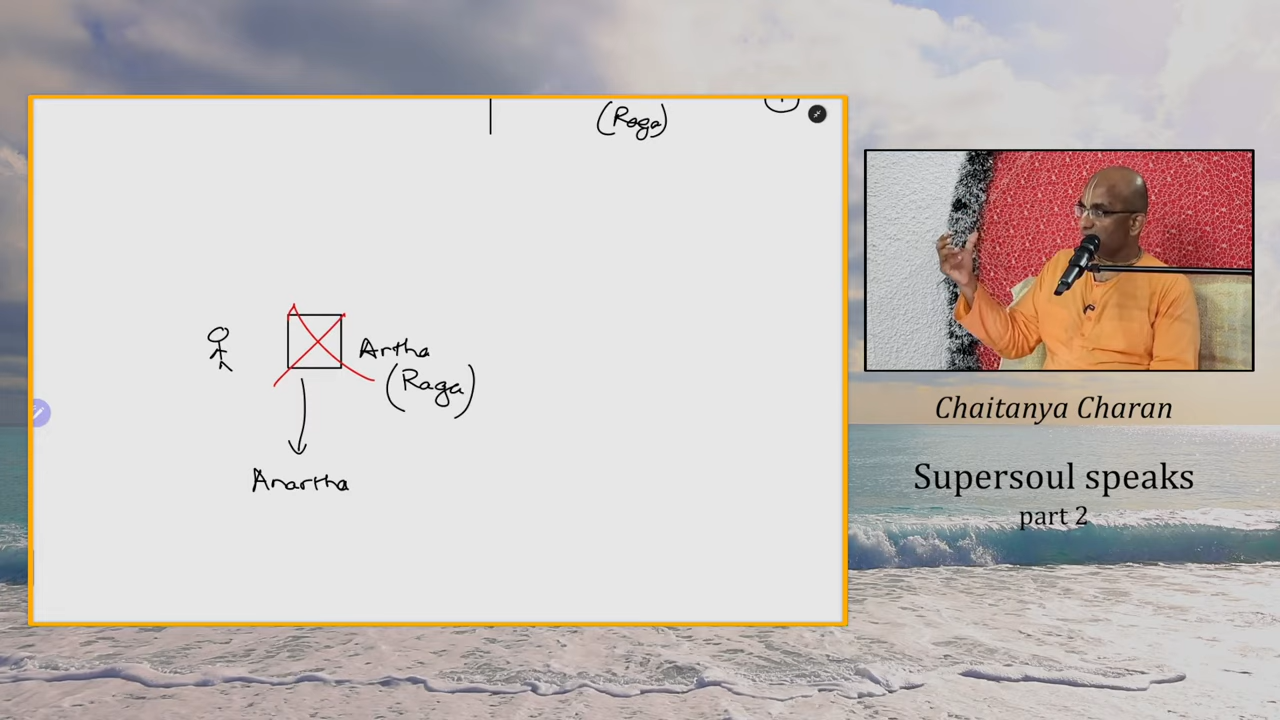 (Raga)
Artha
(Raga)
Anartha
Chaitanya Charan
Supersoul speaks
part 2